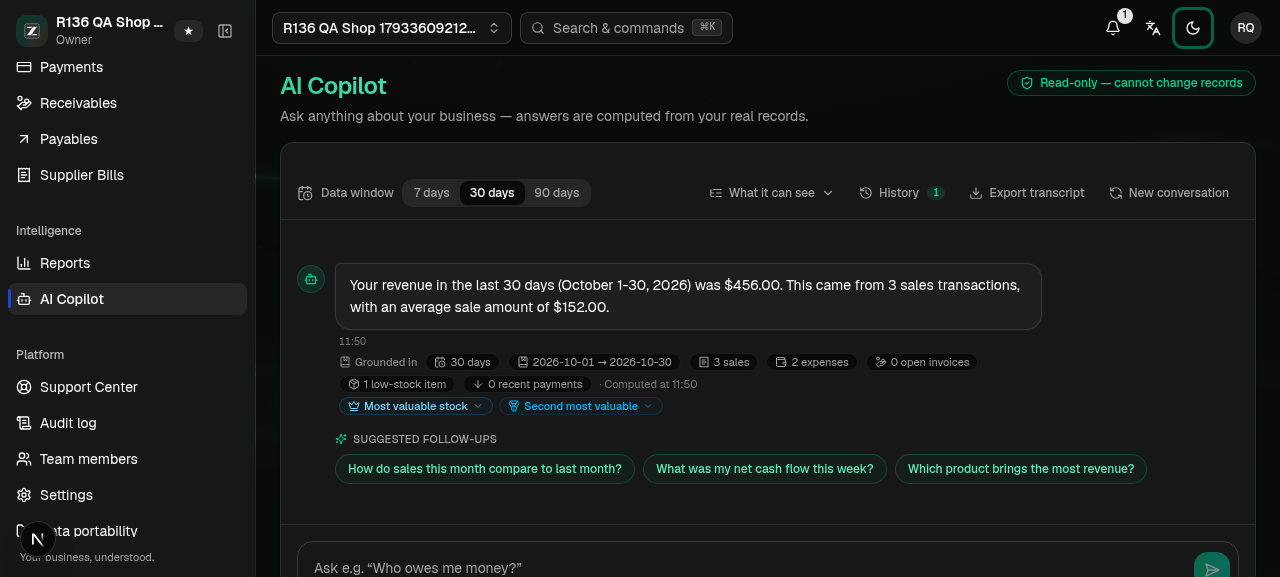 R136 QA Shop ...
Owner
Payments
Receivables
Payables
Supplier Bills
Intelligence
Reports
AI Copilot
Platform
Support Center
Audit log
Team members
Settings
portability
Your business, understood.
R136 QA Shop 17933609212...
Search & commands
⌘K
1
RQ
AI Copilot
Read-only — cannot change records
Ask anything about your business — answers are computed from your real records.
Data window 7 days 30 days 90 days
What it can see
History 1
Export transcript
New conversation
Your revenue in the last 30 days (October 1-30, 2026) was $456.00. This came from 3 sales transactions,
with an average sale amount of $152.00.
11:50
Grounded in 30 days 2026-10-01 → 2026-10-30 3 sales 2 expenses 0 open invoices
1 low-stock item 0 recent payments · Computed at 11:50
Most valuable stock Second most valuable
SUGGESTED FOLLOW-UPS
How do sales this month compare to last month? What was my net cash flow this week? Which product brings the most revenue?
Ask e.g. “Who owes me money?”